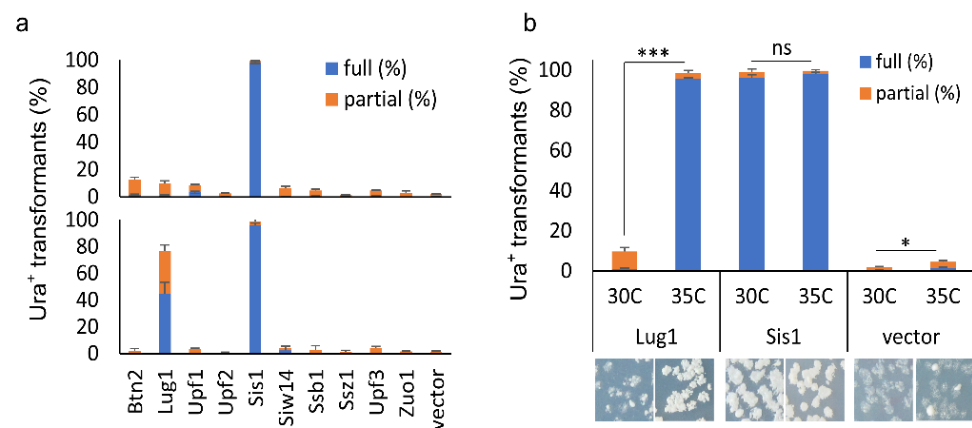 a
Ura+ transformants (%)
100
80
60
40
20
0
full (%)
partial (%)
100
80
60
40
20
0
Btn2 Lug1 Upf1 Upf2 Sis1 Siw14 Ssb1 Ssz1 Upf3 Zuo1 vector
b
Ura+ transformants (%)
100
80
60
40
20
0
*** ns
full (%)
partial (%)
*
30C 35C 30C 35C 30C 35C
Lug1 Sis1 vector